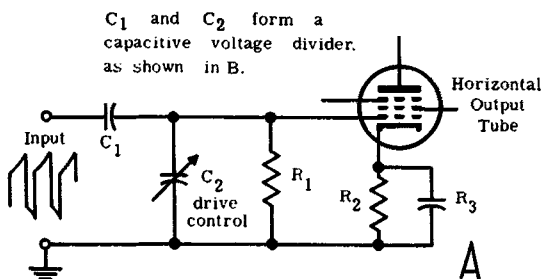 C1 and C2 form a
capacitive voltage divider.
as shown in B.
Horizontal
Output
Tube
Input
C1
C2
drive
control
R1
R2
R3
A